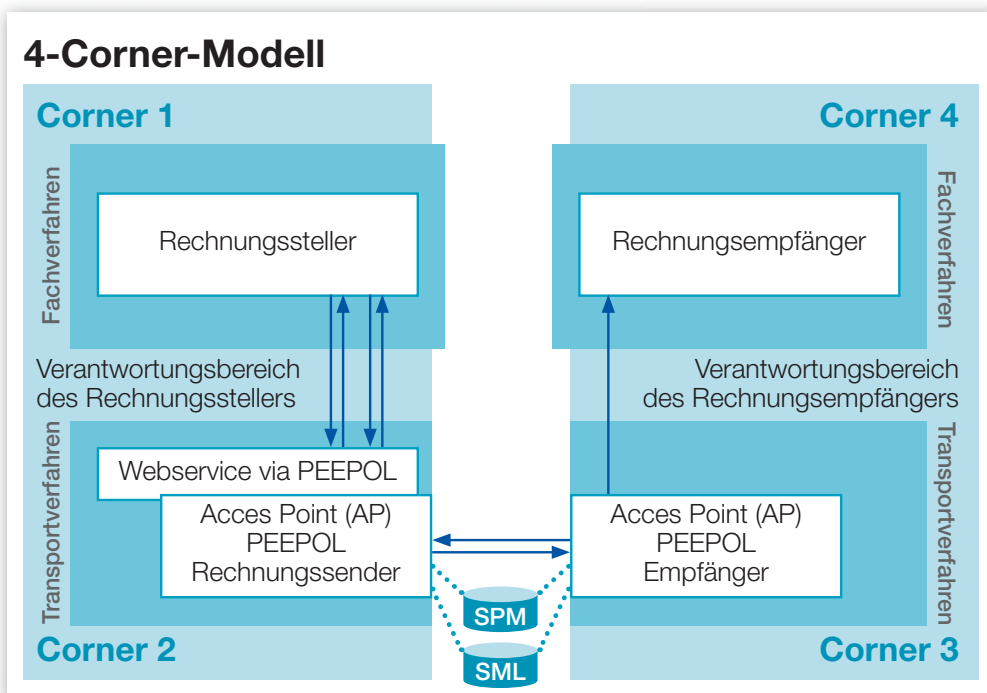 4-Corner-Modell
Corner 1
Fachverfahren
Rechnungssteller
Verantwortungsbereich
des Rechnungsstellers
Transportverfahren
Webservice via PEEPOL
Acces Point (AP)
PEEPOL
Rechnungssender
Corner 2
SPM
SML
Corner 4
Fachverfahren
Rechnungsempfänger
Verantwortungsbereich
des Rechnungsempfängers
Transportverfahren
Acces Point (AP)
PEEPOL
Empfänger
Corner 3